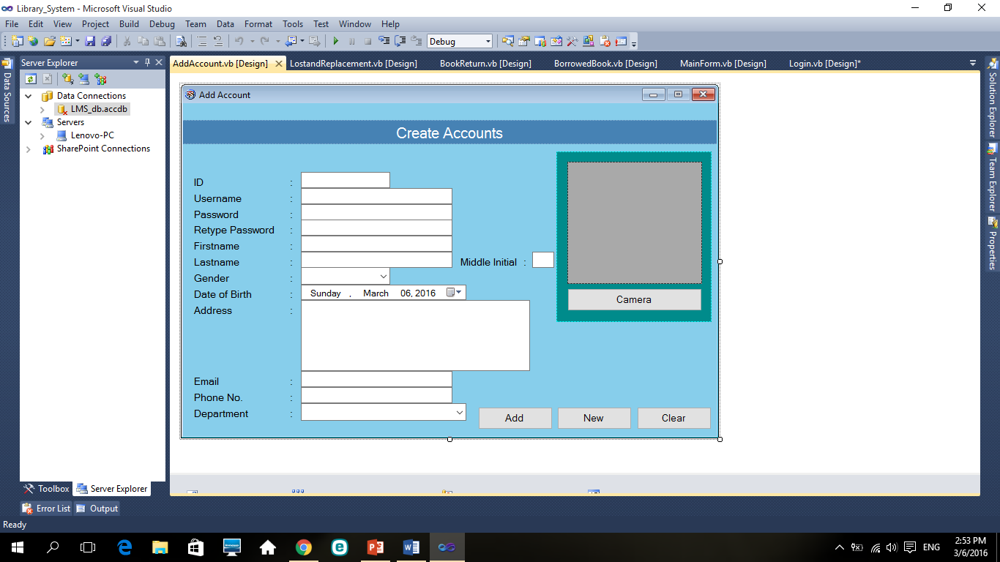 Library_System - Microsoft Visual Studio
File Edit View Project Build Debug Team Data Format Tools Test Window Help
Debug
Server Explorer
AddAccount.vb [Design] LostandReplacement.vb [Design] BookReturn.vb [Design] BorrowedBook.vb [Design] MainForm.vb [Design] Login.vb [Design]*
Data Sources
Data Connections
LMS_db.accdb
Servers
Lenovo-PC
SharePoint Connections
Add Account
Create Accounts
ID :
Username :
Password :
Retype Password :
Firstname :
Lastname : Middle Initial :
Gender :
Date of Birth : Sunday , March 06, 2016
Address :
Email :
Phone No. :
Department :
Camera
Add New Clear
Solution Explorer
Team Explorer
Properties
Toolbox Server Explorer
Error List Output
Ready
ENG
2:53 PM
3/6/2016